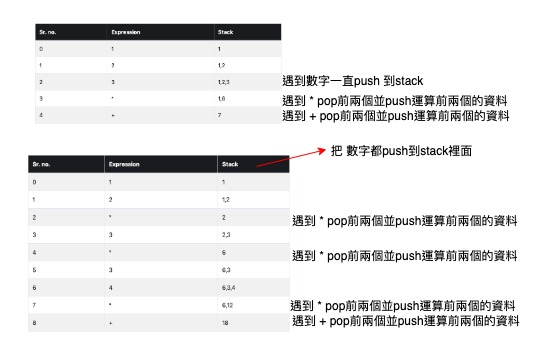 Sr. no. Expression Stack
0 1 1
1 2 1,2
2 3 1,2,3 遇到數字一直push 到stack
3 * 1,6 遇到 * pop前兩個並push運算前兩個的資料
4 + 7 遇到 + pop前兩個並push運算前兩個的資料
把 數字都push到stack裡面
Sr. no. Expression Stack
0 1 1
1 2 1,2
2 * 2 遇到 * pop前兩個並push運算前兩個的資料
3 3 2,3
4 * 6 遇到 * pop前兩個並push運算前兩個的資料
5 3 6,3
6 4 6,3,4
7 * 6,12 遇到 * pop前兩個並push運算前兩個的資料
8 + 18 遇到 + pop前兩個並push運算前兩個的資料